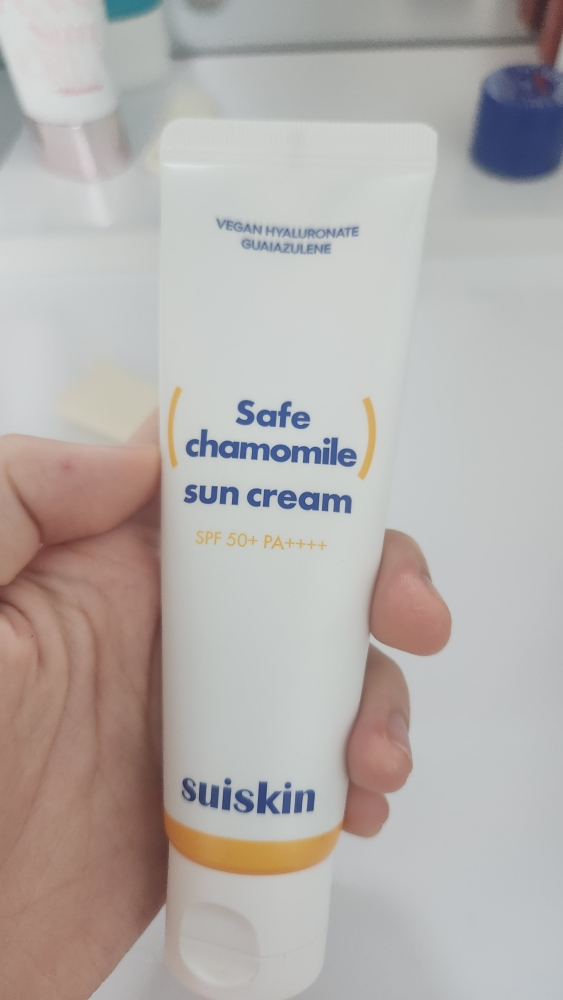 VEGAN HYALURONATE
GUAIAZULENE
(Safe
chamomile)
sun cream
SPF 50+ PA++++
suiskin